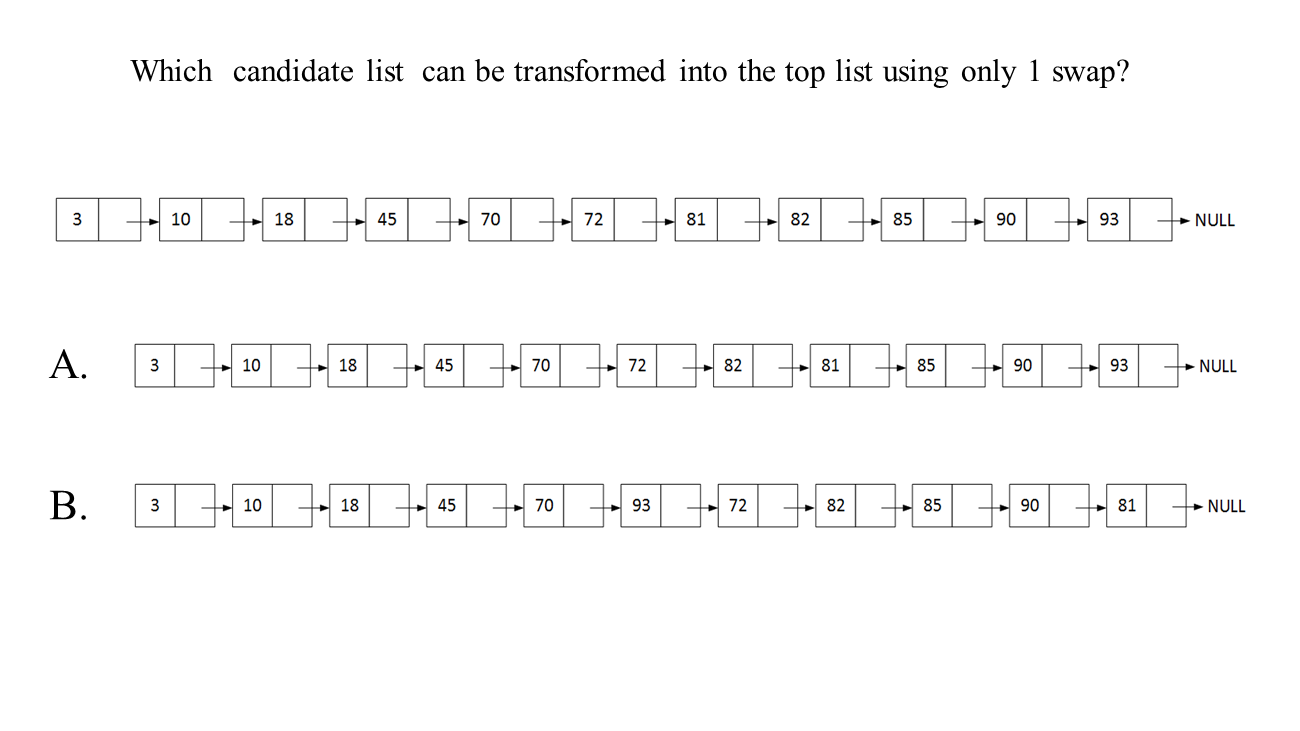 Which candidate list can be transformed into the top list using only 1 swap?
3 10 18 45 70 72 81 82 85 90 93 NULL
A. 3 10 18 45 70 72 82 81 85 90 93 NULL
B. 3 10 18 45 70 93 72 82 85 90 81 NULL